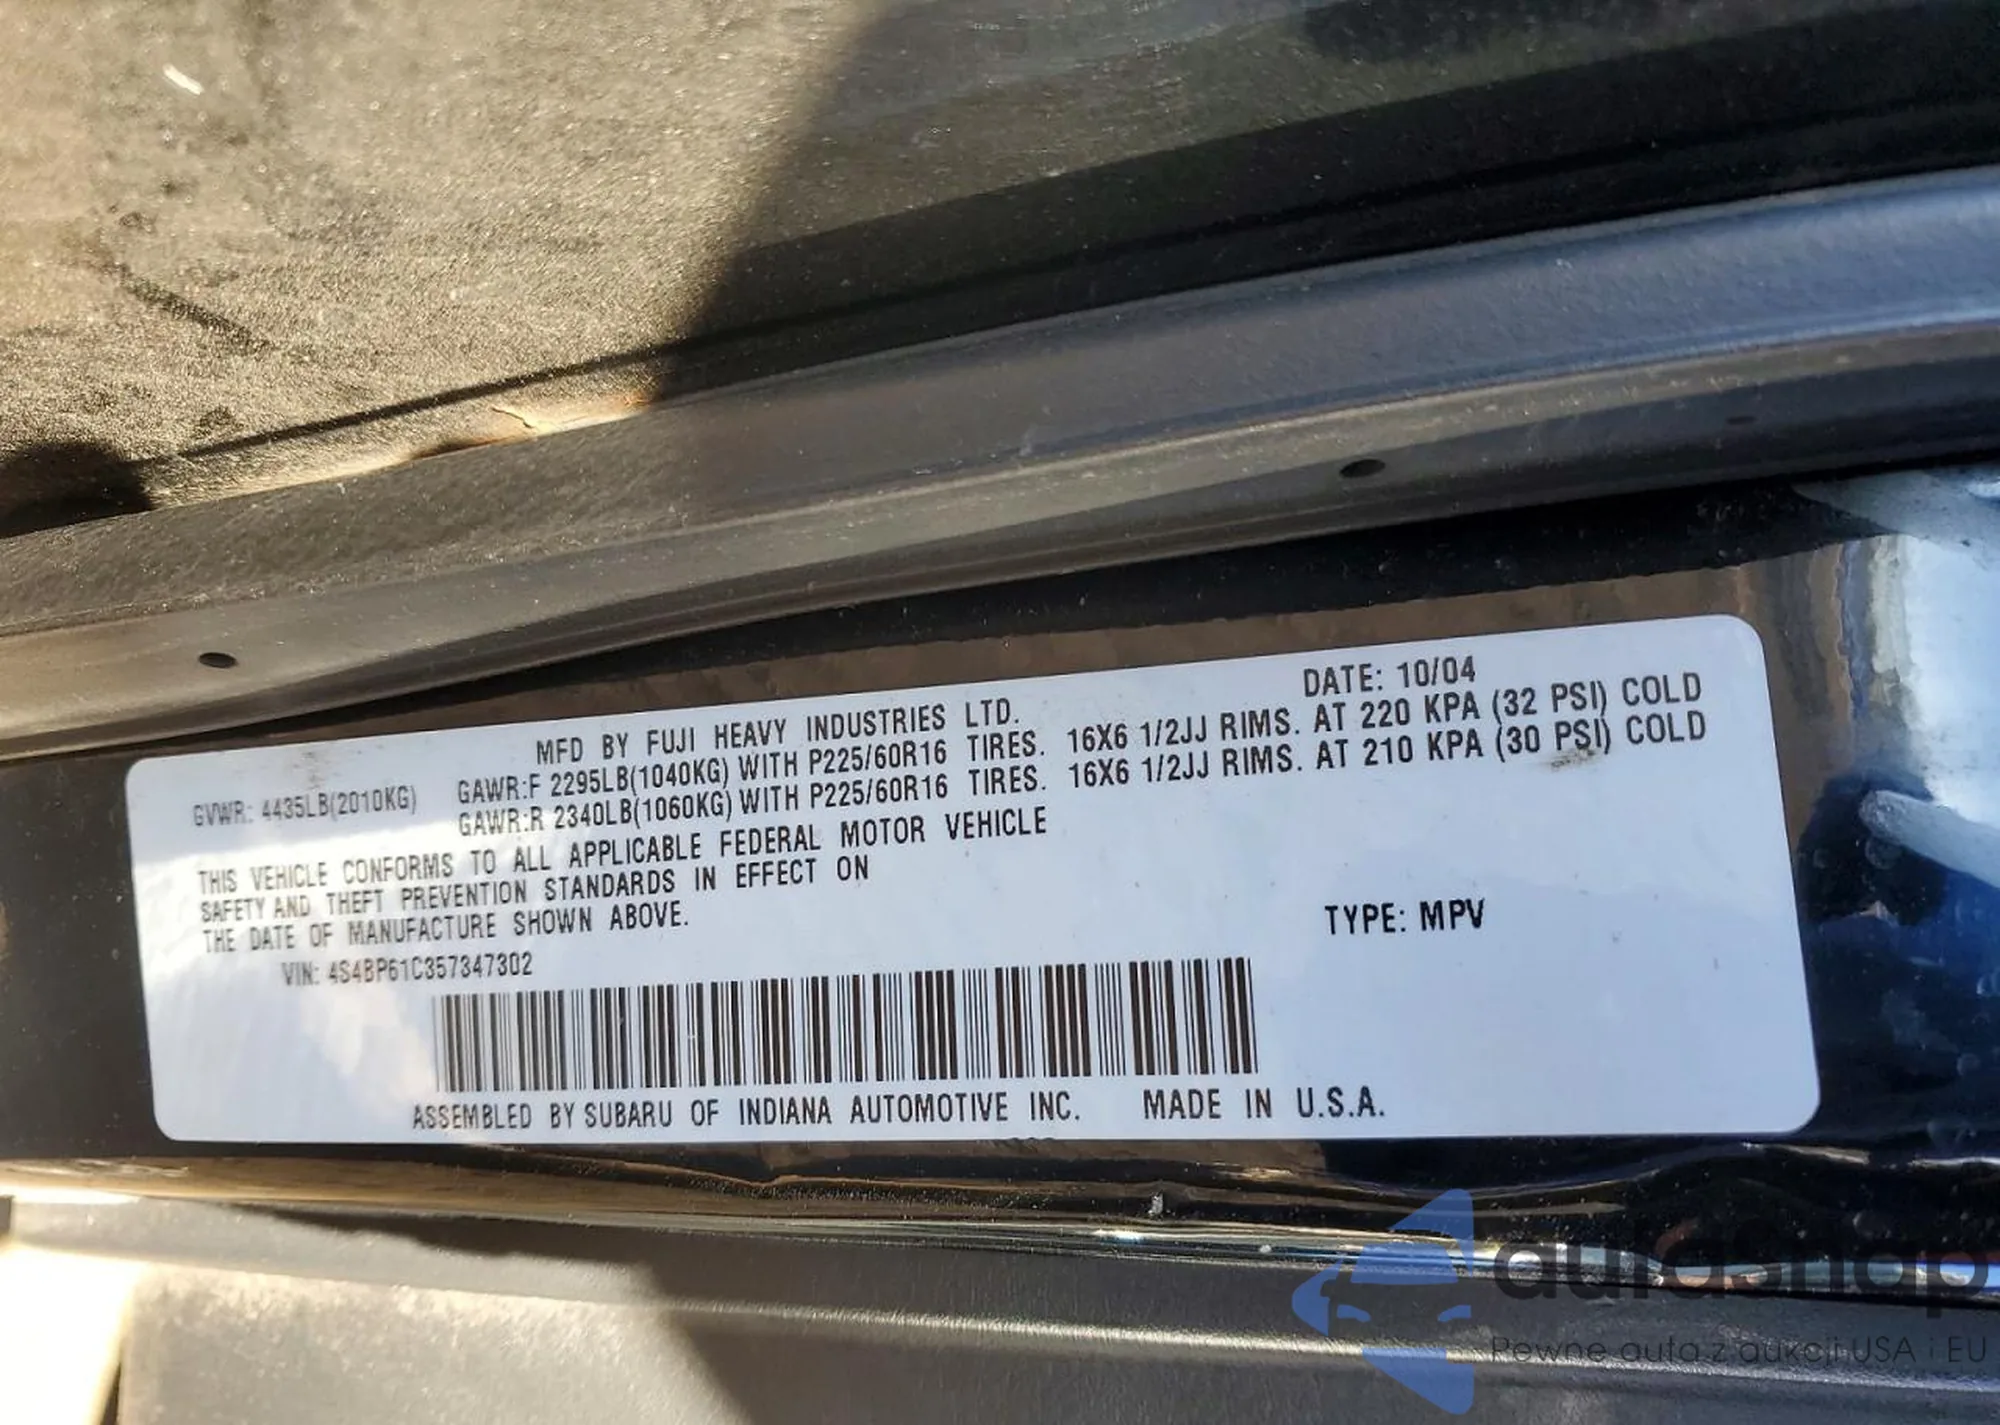 MFD BY FUJI HEAVY INDUSTRIES LTD. DATE: 10/04
GVWR: 4435LB(2010KG) GAWR:F 2295LB(1040KG) WITH P225/60R16 TIRES. 16X6 1/2JJ RIMS. AT 220 KPA (32 PSI) COLD
GAWR:R 2340LB(1060KG) WITH P225/60R16 TIRES. 16X6 1/2JJ RIMS. AT 210 KPA (30 PSI) COLD
THIS VEHICLE CONFORMS TO ALL APPLICABLE FEDERAL MOTOR VEHICLE
SAFETY AND THEFT PREVENTION STANDARDS IN EFFECT ON
THE DATE OF MANUFACTURE SHOWN ABOVE.
TYPE: MPV
VIN: 4S4BP61C357347302
ASSEMBLED BY SUBARU OF INDIANA AUTOMOTIVE INC. MADE IN U.S.A.
Pewne auta z aukcji USA i EU